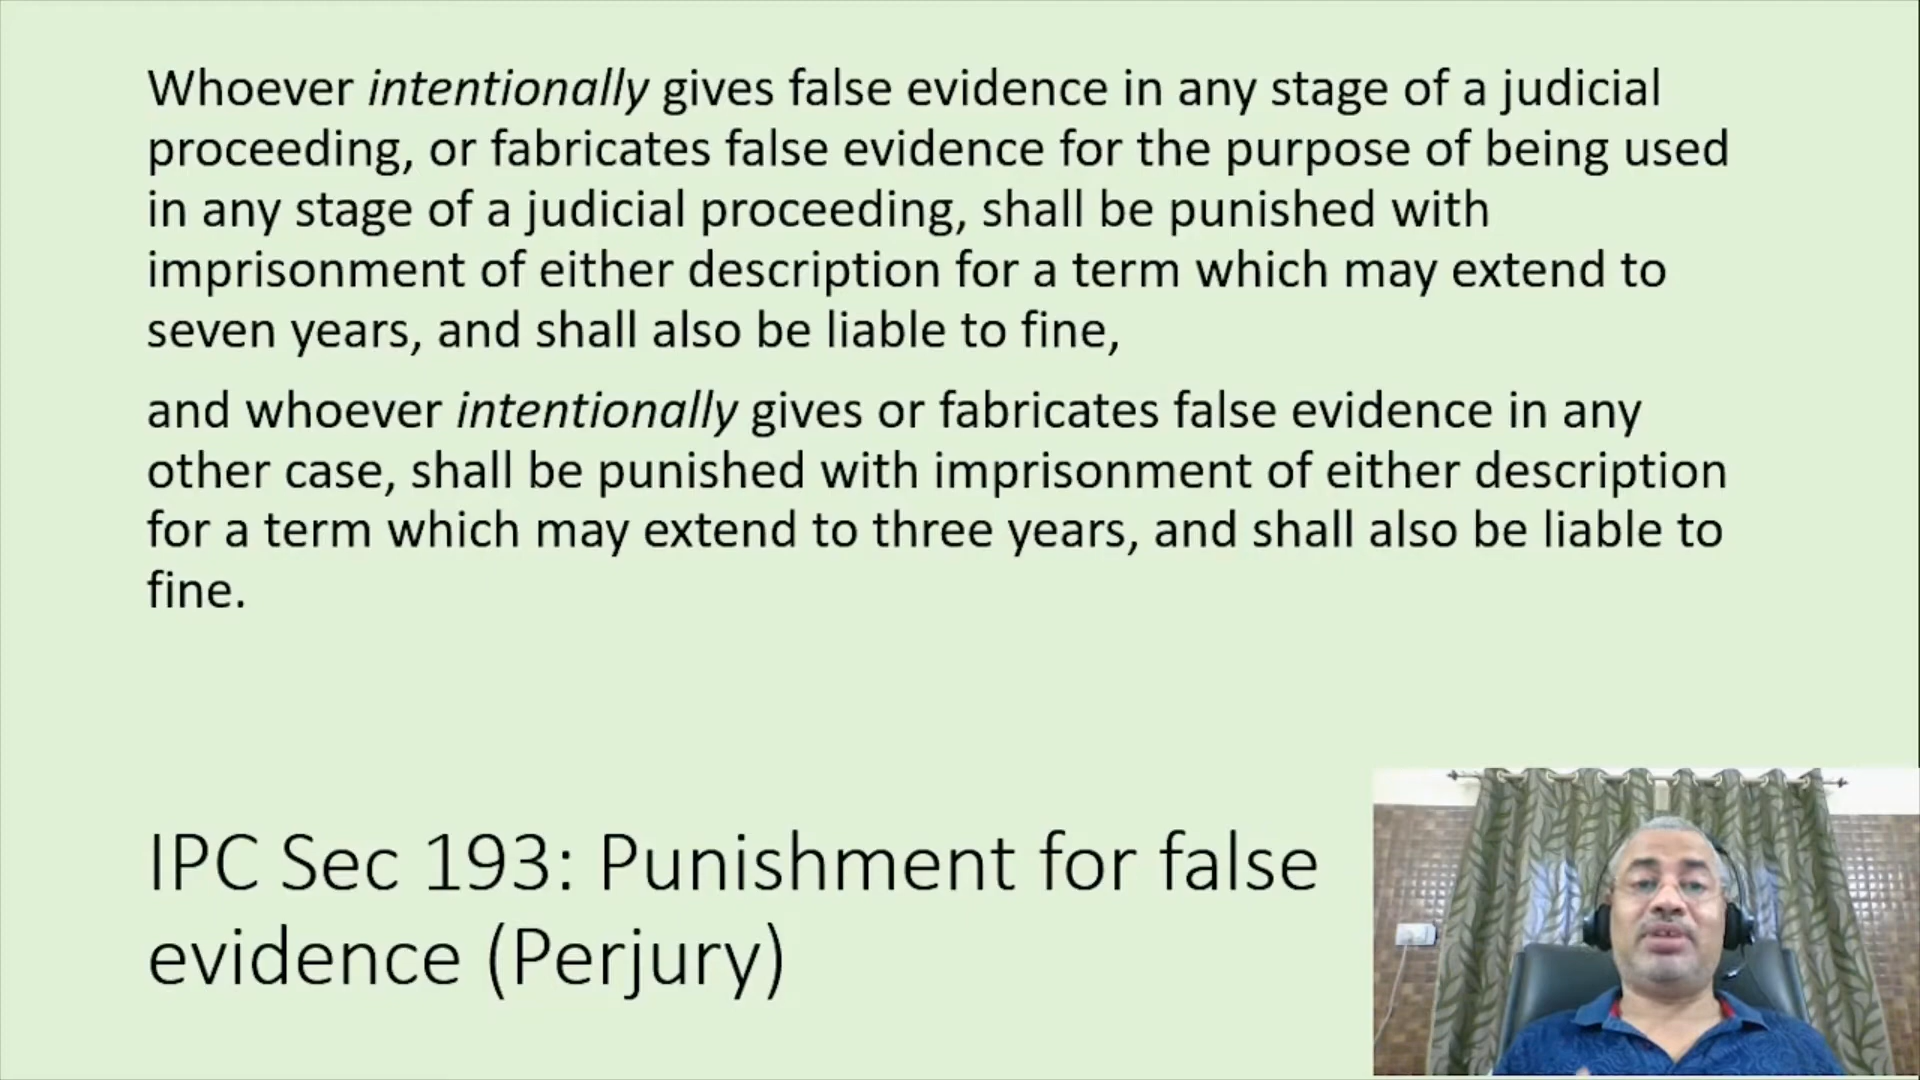 Whoever intentionally gives false evidence in any stage of a judicial
proceeding, or fabricates false evidence for the purpose of being used
in any stage of a judicial proceeding, shall be punished with
imprisonment of either description for a term which may extend to
seven years, and shall also be liable to fine,
and whoever intentionally gives or fabricates false evidence in any
other case, shall be punished with imprisonment of either description
for a term which may extend to three years, and shall also be liable to
fine.
IPC Sec 193: Punishment for false
evidence (Perjury)